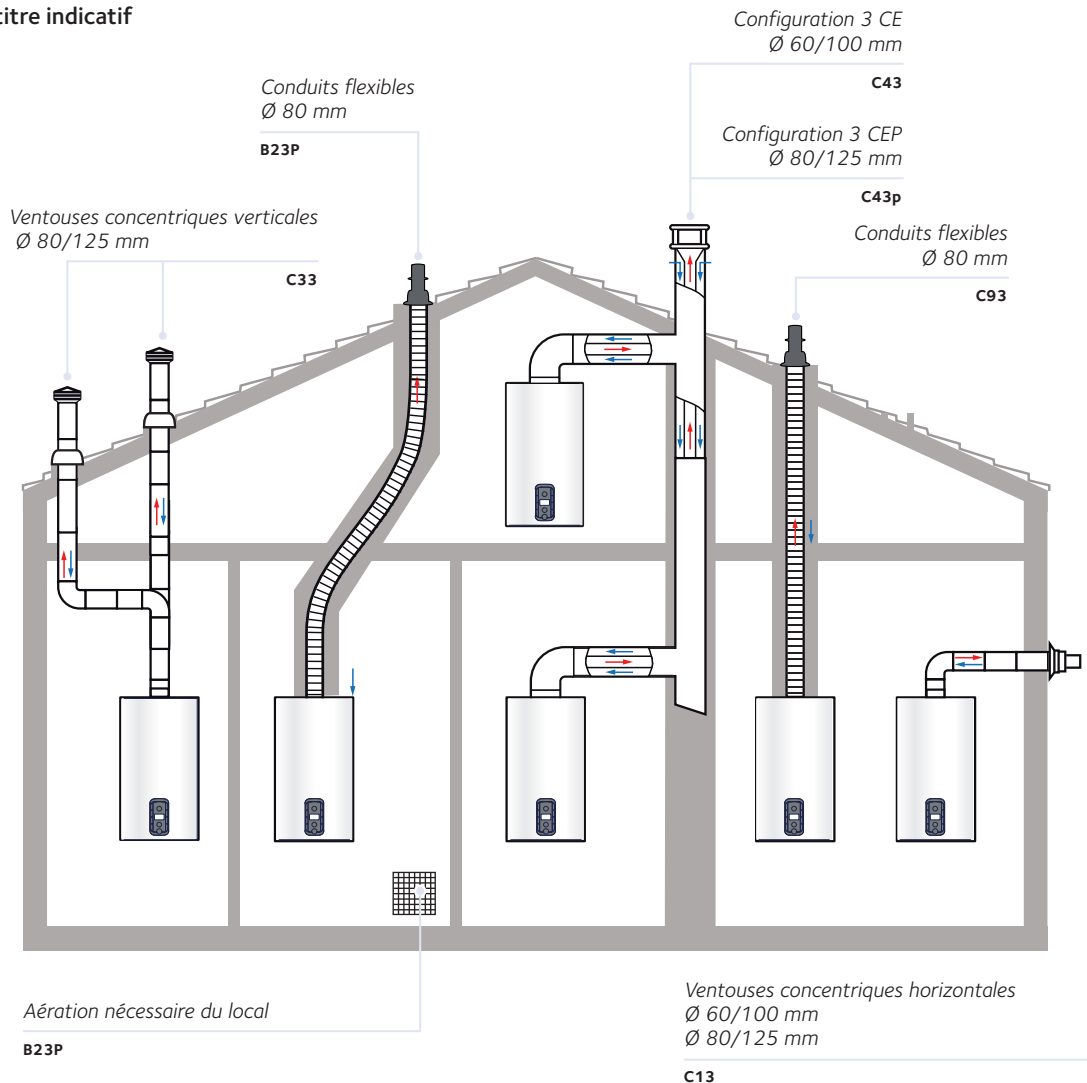 titre indicatif
Configuration 3 CE
Ø 60/100 mm
C43
Conduits flexibles
Ø 80 mm
B23P
Configuration 3 CEP
Ø 80/125 mm
C43p
Ventouses concentriques verticales
Ø 80/125 mm
C33
Conduits flexibles
Ø 80 mm
C93
Aération nécessaire du local
B23P
Ventouses concentriques horizontales
Ø 60/100 mm
Ø 80/125 mm
C13